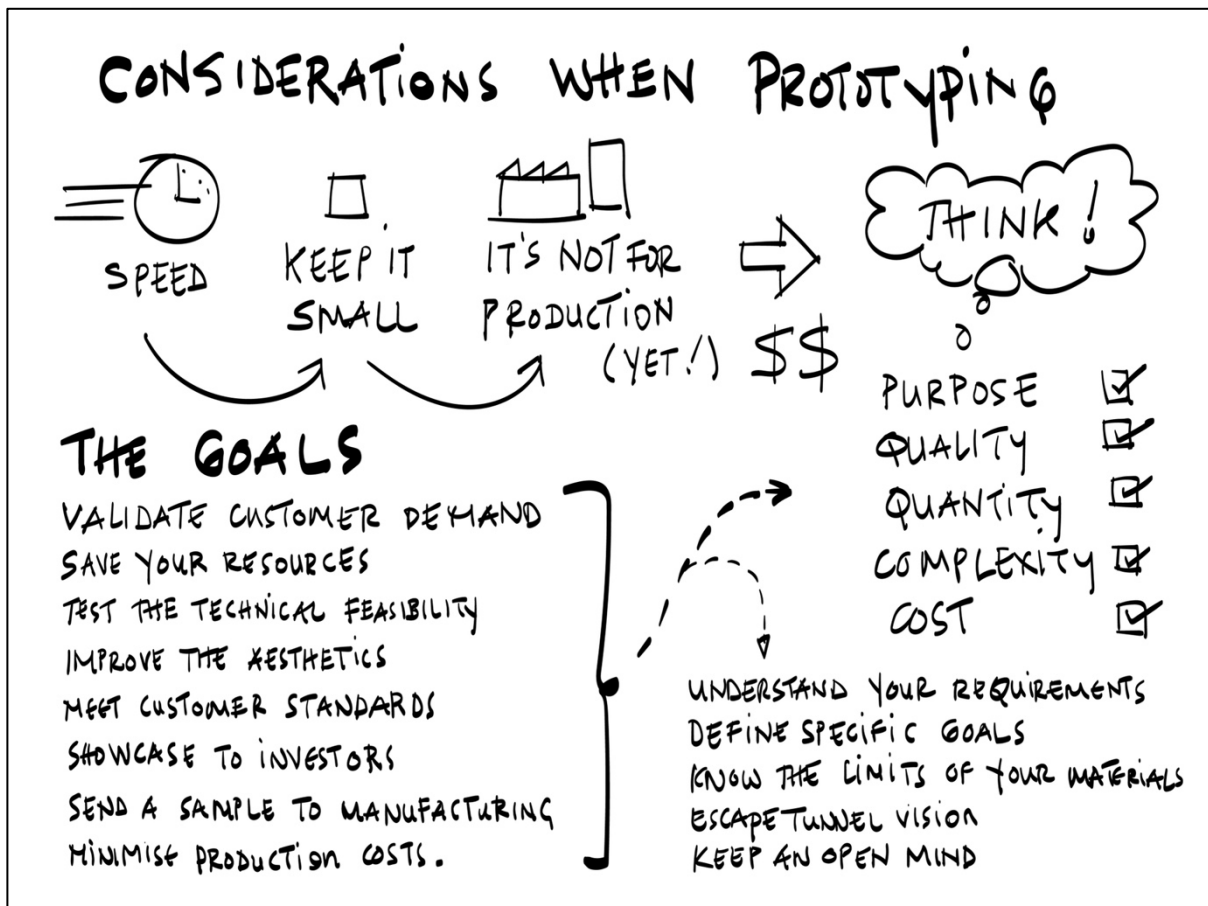 CONSIDERATIONS WHEN PROTOTYPING
SPEED
KEEP IT
SMALL
IT'S NOT FOR
PRODUCTION
(YET!)
$$
THINK!
PURPOSE
QUALITY
QUANTITY
COMPLEXITY
COST
THE GOALS
VALIDATE CUSTOMER DEMAND
SAVE YOUR RESOURCES
TEST THE TECHNICAL FEASIBILITY
IMPROVE THE AESTHETICS
MEET CUSTOMER STANDARDS
SHOWCASE TO INVESTORS
SEND A SAMPLE TO MANUFACTURING
MINIMISE PRODUCTION COSTS.
UNDERSTAND YOUR REQUIREMENTS
DEFINE SPECIFIC GOALS
KNOW THE LIMITS OF YOUR MATERIALS
ESCAPE TUNNEL VISION
KEEP AN OPEN MIND